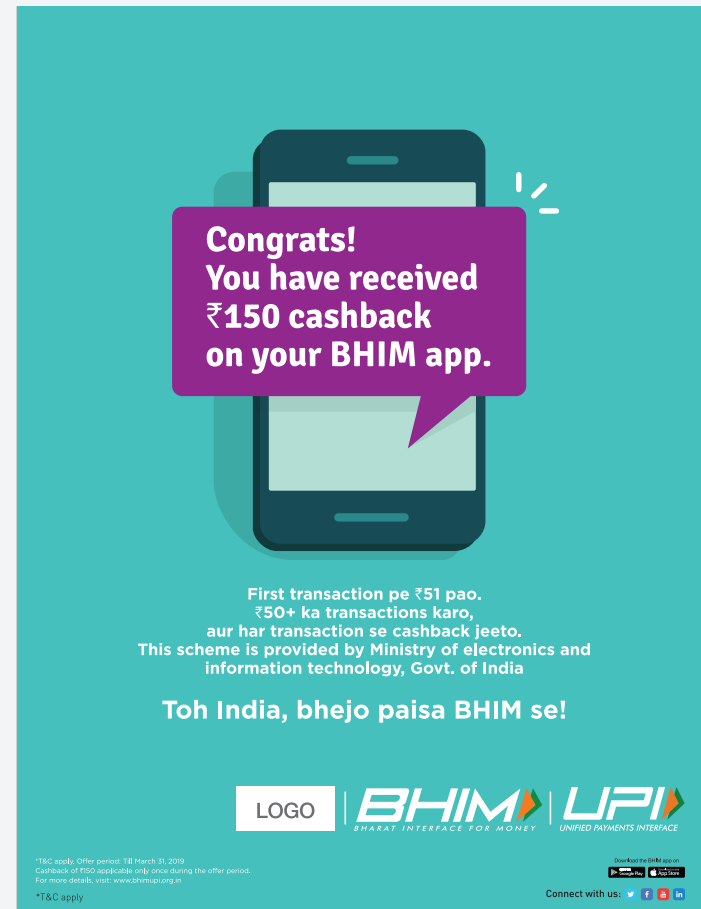 Congrats!
You have received
₹150 cashback
on your BHIM app.
First transaction pe ₹51 pao.
₹50+ ka transactions karo,
aur har transaction se cashback jeeto.
This scheme is provided by Ministry of electronics and
information technology, Govt. of India
Toh India, bhejo paisa BHIM se!
LOGO
BHIM
BHARAT INTERFACE FOR MONEY
UPI
UNIFIED PAYMENTS INTERFACE
*T&C apply, Offer period: Till March 31, 2019
Cashback of ₹150 applicable only once during the offer period.
For more details, visit: www.bhimupi.org.in
*T&C apply
Download the BHIM app on
Google Play
App Store
Connect with us: